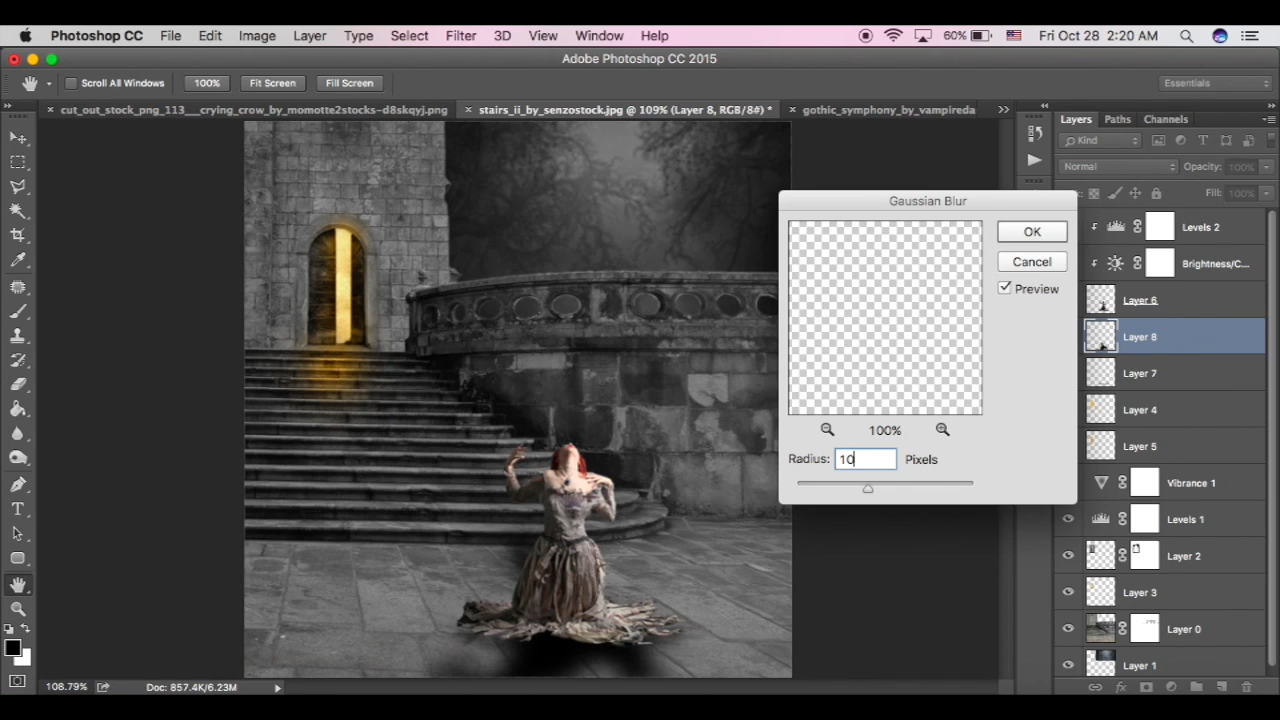 Photoshop CC File Edit Image Layer Type Select Filter 3D View Window Help 60% Fri Oct 28 2:20 AM
Adobe Photoshop CC 2015
Scroll All Windows 100% Fit Screen Fill Screen Essentials
cut_out_stock_png_113__crying_crow_by_momotte2stocks-d8skqyj.png stairs_ii_by_senzostock.jpg @ 109% (Layer 8, RGB/8#) * gothic_symphony_by_vampireda
Layers Paths Channels
Kind
Normal Opacity: 100%
Fill: 100%
Gaussian Blur
OK
Cancel
Preview
100%
Radius: 10 Pixels
Levels 2
Brightness/C...
Layer 6
Layer 8
Layer 7
Layer 4
Layer 5
Vibrance 1
Levels 1
Layer 2
Layer 3
Layer 0
Layer 1
108.79% Doc: 857.4K/6.23M